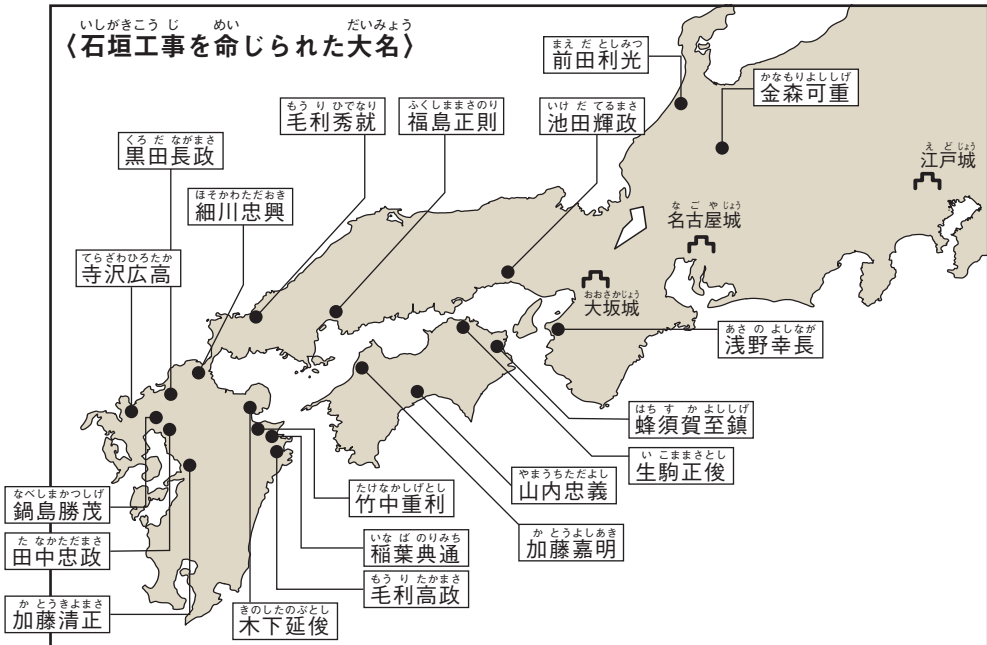 いしがきこうじ めい だいみょう
〈石垣工事を命じられた大名〉
まえ だ としみつ
前田利光
かなもりよししげ
金森可重
もう り ひでなり
毛利秀就
ふくしままさのり
福島正則
いけ だ てるまさ
池田輝政
くろ だ ながまさ
黒田長政
え ど じょう
江戸城
ほそかわただおき
細川忠興
な ご や じょう
名古屋城
てらざわひろたか
寺沢広高
おおさかじょう
大坂城
あさ の よしなが
浅野幸長
はち す か よししげ
蜂須賀至鎮
い こままさとし
生駒正俊
やまうちただよし
山内忠義
か とうよしあき
加藤嘉明
なべしまかつしげ
鍋島勝茂
たけなかしげとし
竹中重利
た なかただまさ
田中忠政
いな ば のりみち
稲葉典通
もう り たかまさ
毛利高政
か とうきよまさ
加藤清正
きのしたのぶとし
木下延俊